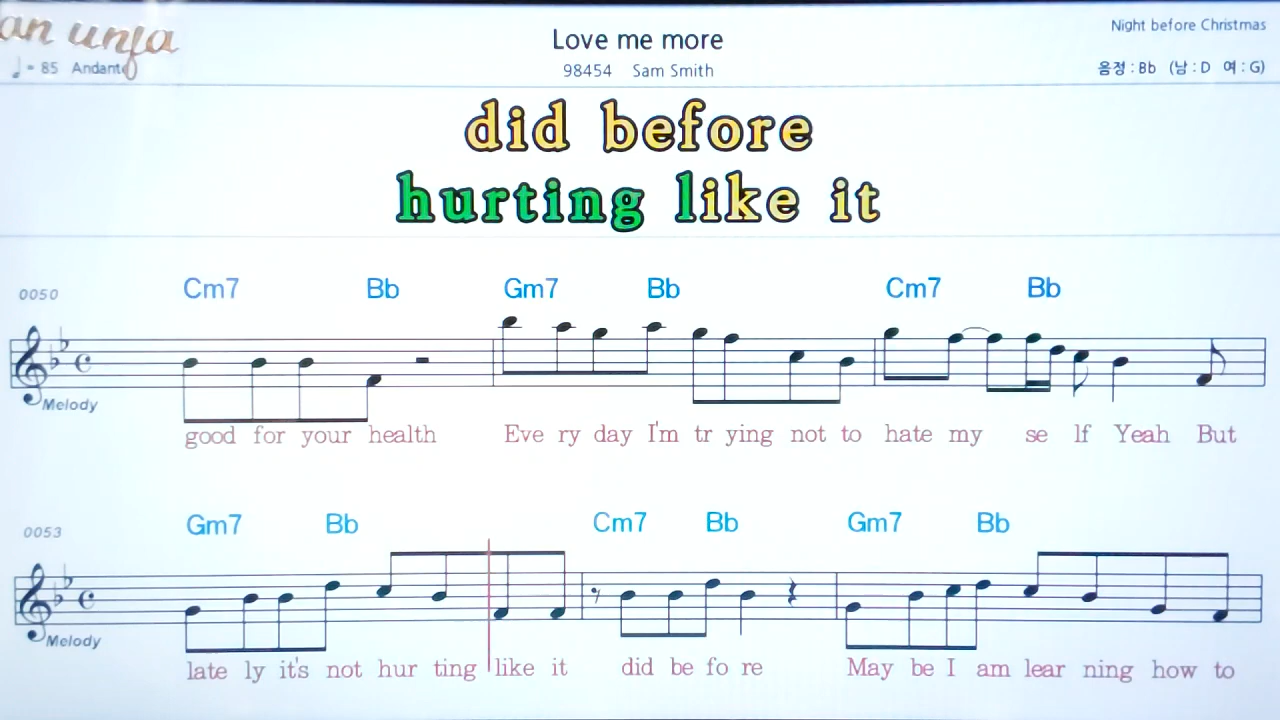 an unja
Love me more
Night before Christmas
♩ = 85 Andante
98454 Sam Smith
음정 : Bb (남 : D 여 : G)
did before
hurting like it
0050 Cm7 Bb Gm7 Bb Cm7 Bb
Melody
good for your health Eve ry day I'm tr ying not to hate my se lf Yeah But
0053 Gm7 Bb Cm7 Bb Gm7 Bb
Melody
late ly it's not hur ting like it did be fo re May be I am lear ning how to